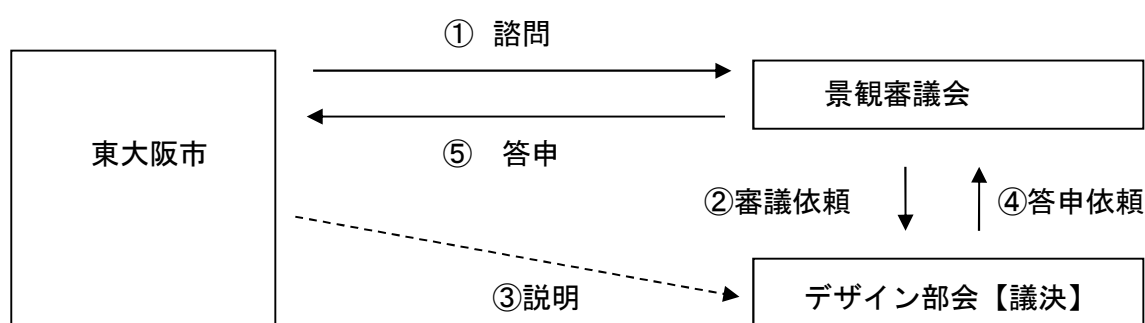 ① 諮問
景観審議会
東大阪市
⑤ 答申
②審議依頼
④答申依頼
③説明
デザイン部会【議決】